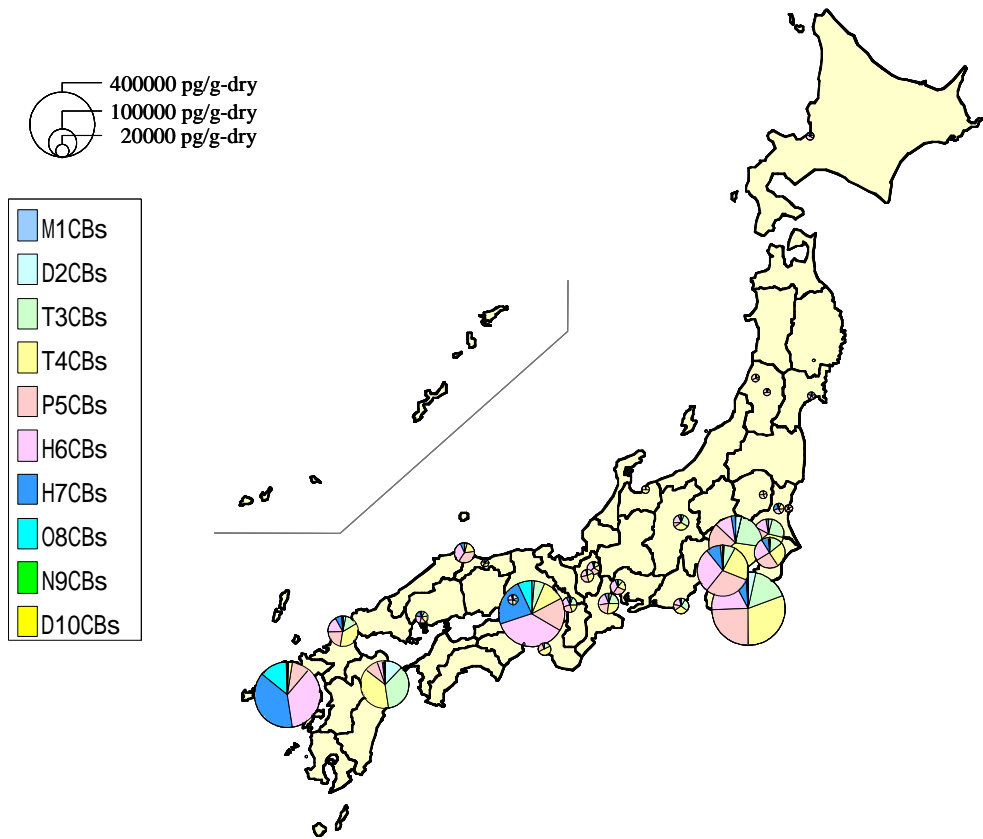 400000 pg/g-dry
100000 pg/g-dry
20000 pg/g-dry
M1CBs
D2CBs
T3CBs
T4CBs
P5CBs
H6CBs
H7CBs
O8CBs
N9CBs
D10CBs